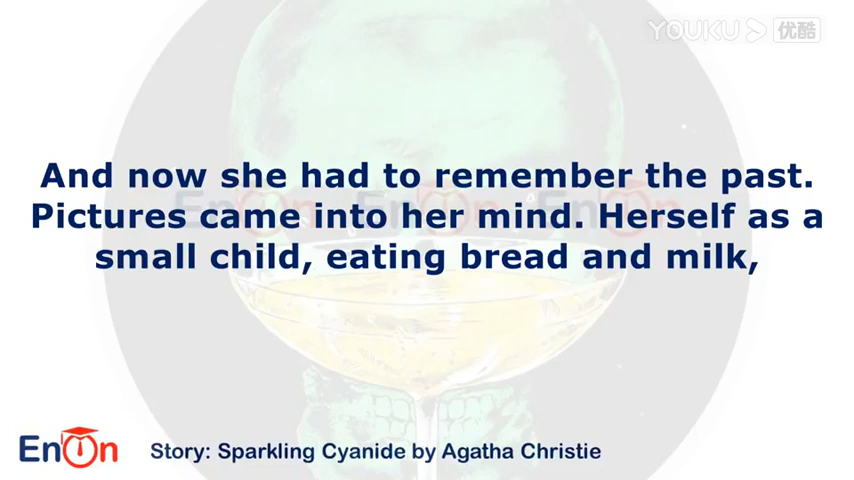 YOUKU 优酷
And now she had to remember the past.
Pictures came into her mind. Herself as a
small child, eating bread and milk,
EnOn
Story: Sparkling Cyanide by Agatha Christie